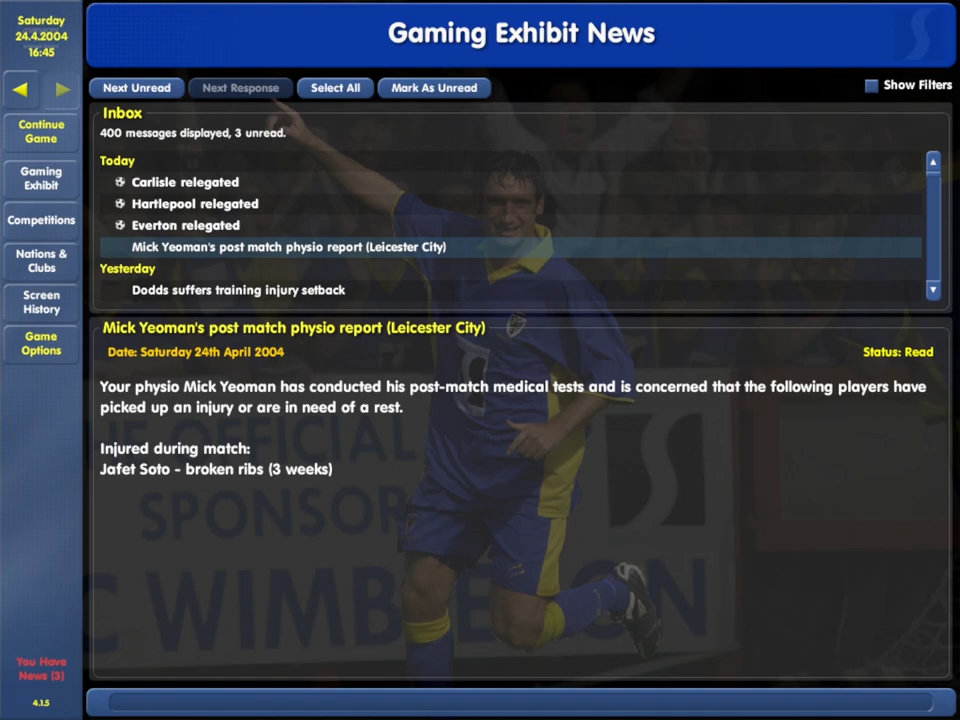 Saturday
24.4.2004
16:45
Continue
Game
Gaming
Exhibit
Competitions
Nations &
Clubs
Screen
History
Game
Options
You Have
News (3)
4.1.5
Gaming Exhibit News
Next Unread
Next Response
Select All
Mark As Unread
Show Filters
Inbox
400 messages displayed, 3 unread.
Today
Carlisle relegated
Hartlepool relegated
Everton relegated
Mick Yeoman's post match physio report (Leicester City)
Yesterday
Dodds suffers training injury setback
Mick Yeoman's post match physio report (Leicester City)
Date: Saturday 24th April 2004
Status: Read
Your physio Mick Yeoman has conducted his post-match medical tests and is concerned that the following players have
picked up an injury or are in need of a rest.
Injured during match:
Jafet Soto - broken ribs (3 weeks)
OFFICIAL
SPONSOR